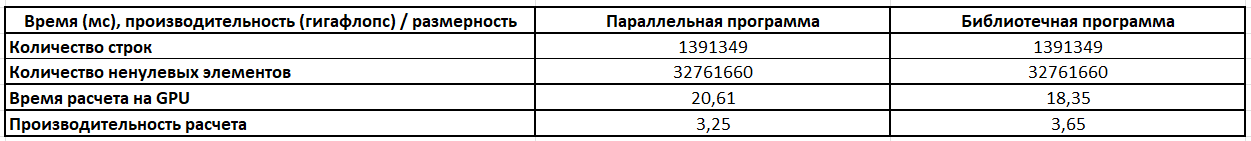 Время (мс), производительность (гигафлопс) / размерность Параллельная программа Библиотечная программа
Количество строк 1391349 1391349
Количество ненулевых элементов 32761660 32761660
Время расчета на GPU 20,61 18,35
Производительность расчета 3,25 3,65